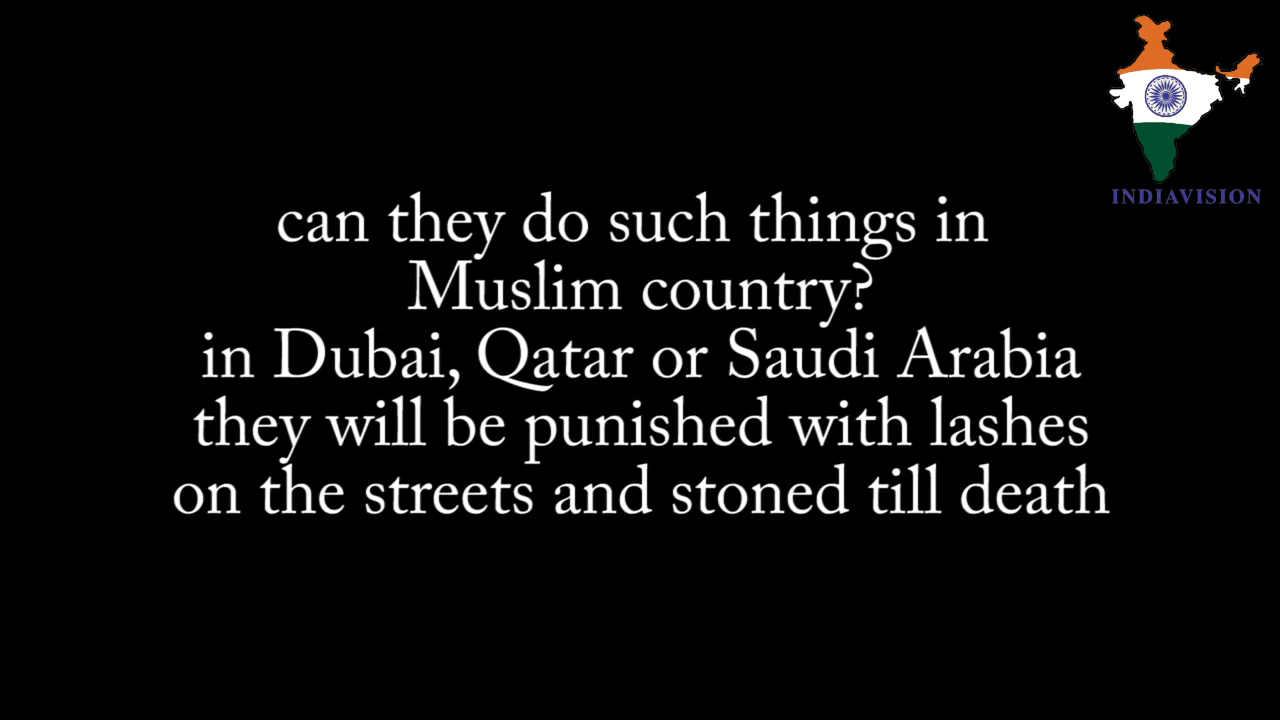 INDIAVISION
can they do such things in
Muslim country?
in Dubai, Qatar or Saudi Arabia
they will be punished with lashes
on the streets and stoned till death